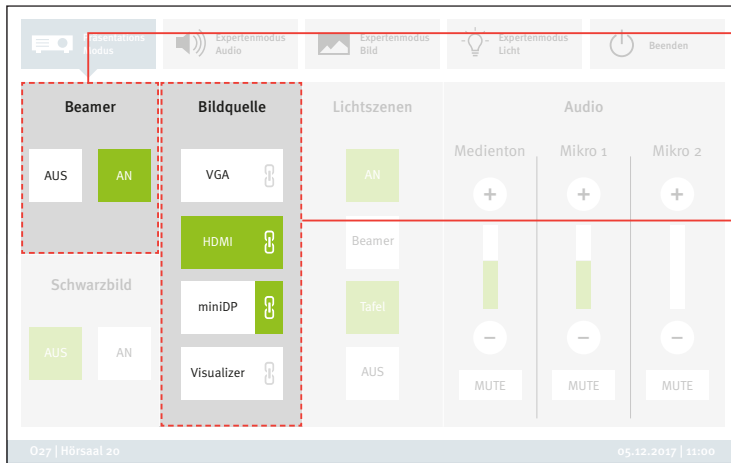 Präsentations
Modus
Expertenmodus
Audio
Expertenmodus
Bild
Expertenmodus
Licht
Beenden
Beamer
AUS
AN
Schwarzbild
AUS
AN
Bildquelle
VGA
HDMI
miniDP
Visualizer
Lichtszenen
AN
Beamer
Tafel
AUS
Audio
Medienton
Mikro 1
Mikro 2
+
+
+
−
−
−
MUTE
MUTE
MUTE
O27 | Hörsaal 20
05.12.2017 | 11:00